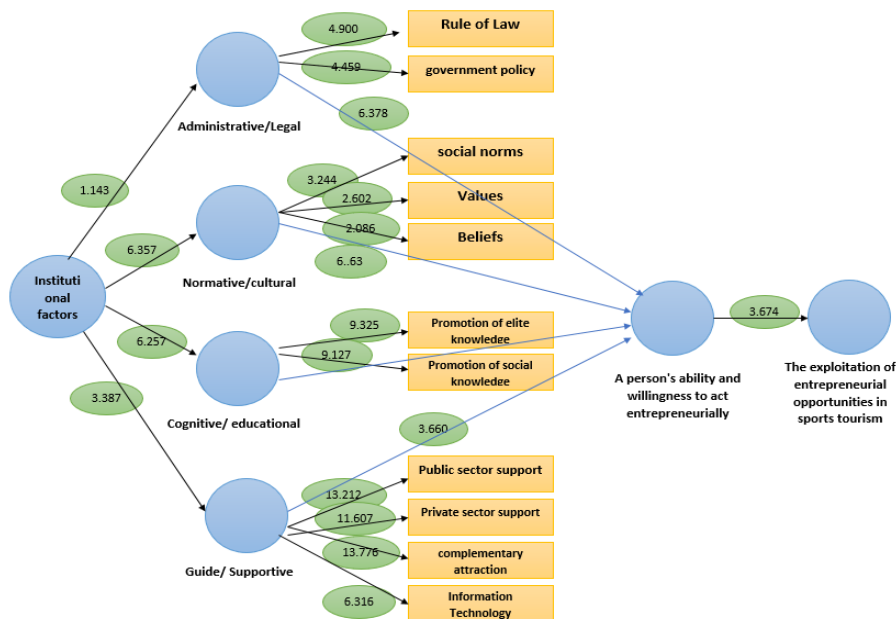 4.900
Rule of Law
4.459
government policy
6.378
Administrative/Legal
social norms
3.244
1.143
2.602
Values
2.086
Beliefs
6.357
6..63
Normative/cultural
Instituti
onal
factors
9.325
Promotion of elite
knowledge
3.674
6.257
9.127
Promotion of social
knowledge
A person's ability and
willingness to act
entrepreneurially
The exploitation of
entrepreneurial
opportunities in
sports tourism
3.387
Cognitive/ educational
3.660
Public sector support
13.212
Private sector support
11.607
13.776
complementary
attraction
Guide/ Supportive
6.316
Information
Technology